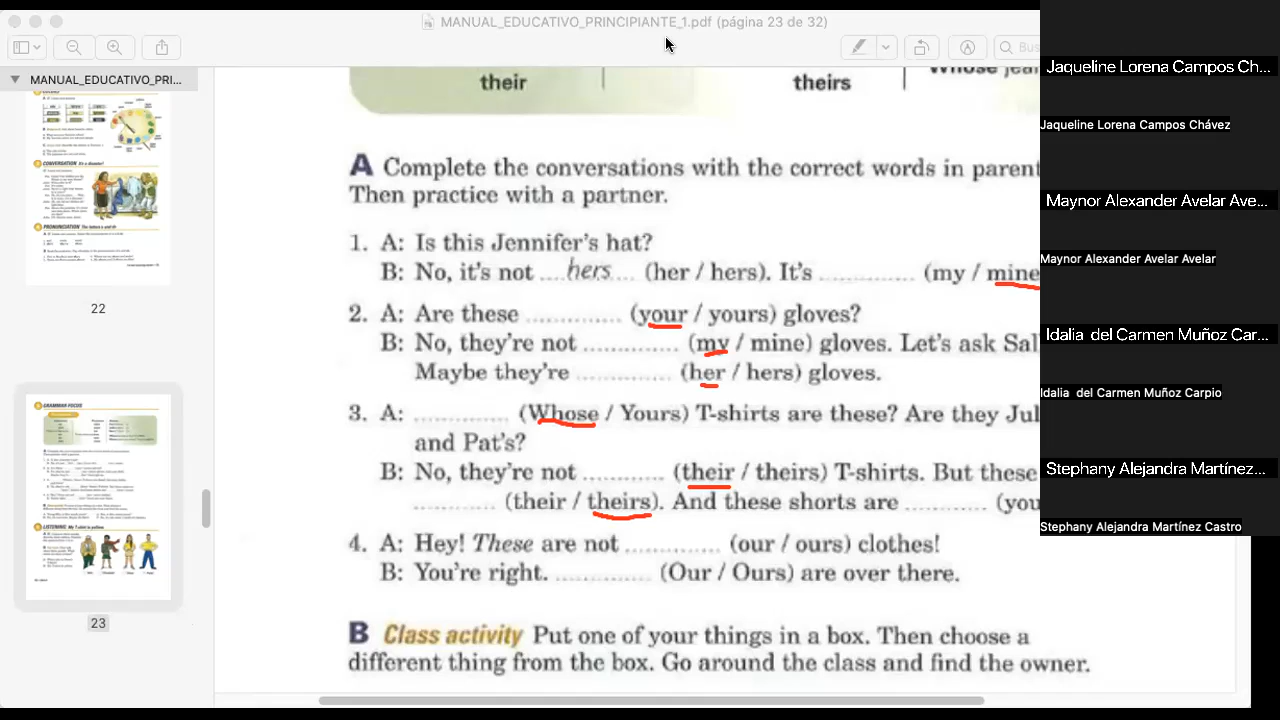 MANUAL_EDUCATIVO_PRINCIPIANTE_1.pdf (página 23 de 32)
Bus
MANUAL_EDUCATIVO_PRI...
22
23
their
theirs
Whose jea
A Complete the conversations with the correct words in parent
Then practice with a partner.
1. A: Is this Jennifer's hat?
B: No, it's not ....hers.... (her / hers). It's .............. (my / mine
2. A: Are these .............. (your / yours) gloves?
B: No, they're not .............. (my / mine) gloves. Let's ask Sal
Maybe they're .............. (her / hers) gloves.
3. A: .............. (Whose / Yours) T-shirts are these? Are they Jul
and Pat's?
B: No, they're not .............. (their / theirs) T-shirts. But these
.............. (their / theirs). And these shorts are .............. (you
4. A: Hey! These are not .............. (our / ours) clothes!
B: You're right. .............. (Our / Ours) are over there.
B Class activity Put one of your things in a box. Then choose a
different thing from the box. Go around the class and find the owner.
Jaqueline Lorena Campos Ch...
Jaqueline Lorena Campos Chávez
Maynor Alexander Avelar Ave...
Maynor Alexander Avelar Avelar
Idalia del Carmen Muñoz Car...
Idalia del Carmen Muñoz Carpio
Stephany Alejandra Martínez...
Stephany Alejandra Martínez Castro